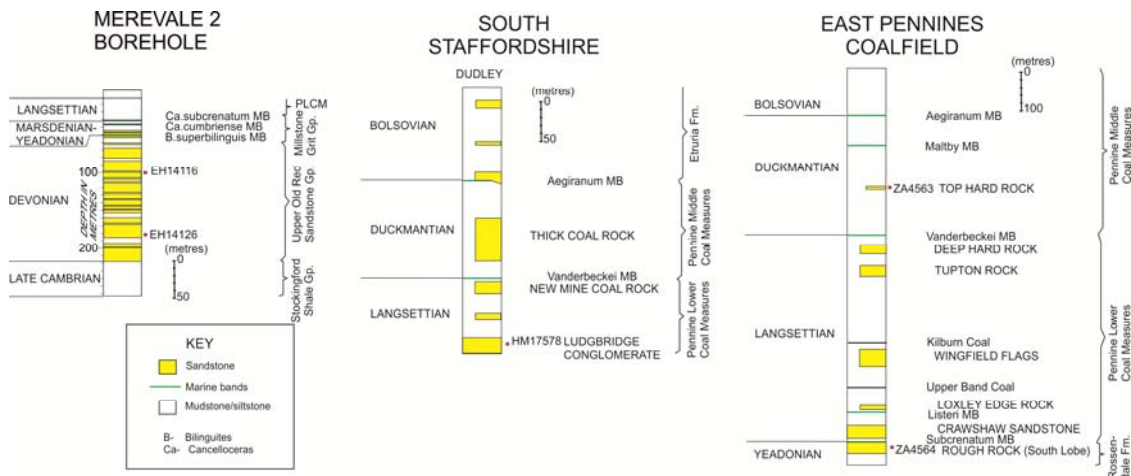 MEREVALE 2
BOREHOLE
LANGSETTIAN
MARSDENIAN-
YEADONIAN
DEVONIAN
LATE CAMBRIAN
100
200
DEPTH IN
METRES
EH14116
EH14126
(metres)
0
50
PLCM
Ca.subcrenatum MB
Ca.cumbriense MB
B.superbilinguis MB
Millstone
Grit Gp.
Upper Old Red
Sandstone Gp.
Stockingford
Shale Gp.
KEY
Sandstone
Marine bands
Mudstone/siltstone
B- Bilinguites
Ca- Cancelloceras
SOUTH
STAFFORDSHIRE
DUDLEY
(metres)
0
50
BOLSOVIAN
Aegiranum MB
DUCKMANTIAN
THICK COAL ROCK
Vanderbeckei MB
NEW MINE COAL ROCK
LANGSETTIAN
HM17578 LUDGBRIDGE
CONGLOMERATE
Etruria Fm.
Pennine Middle
Coal Measures
Pennine Lower
Coal Measures
EAST PENNINES
COALFIELD
(metres)
0
100
BOLSOVIAN
Aegiranum MB
Maltby MB
DUCKMANTIAN
ZA4563 TOP HARD ROCK
Vanderbeckei MB
DEEP HARD ROCK
TUPTON ROCK
LANGSETTIAN
Kilburn Coal
WINGFIELD FLAGS
Upper Band Coal
LOXLEY EDGE ROCK
Listeri MB
CRAWSHAW SANDSTONE
Subcrenatum MB
YEADONIAN
ZA4564 ROUGH ROCK (South Lobe)
Pennine Middle
Coal Measures
Pennine Lower
Coal Measures
Rossen-
dale Fm.